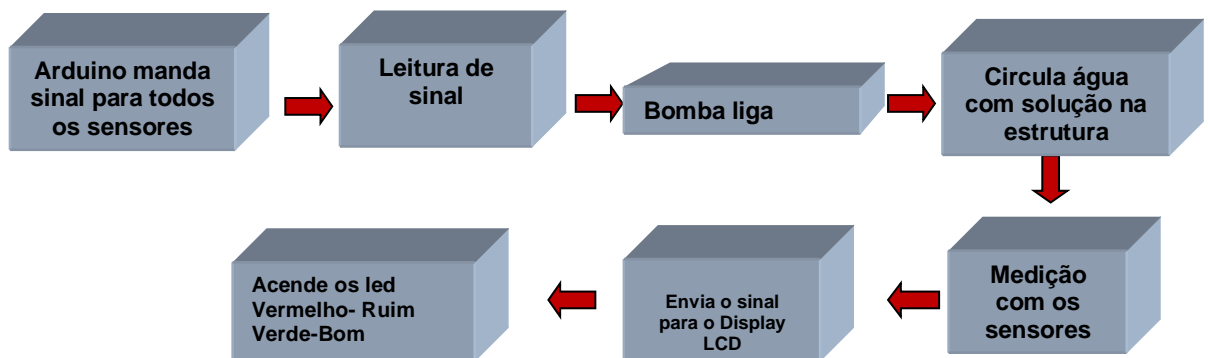 Arduino manda
sinal para todos
os sensores
Leitura de
sinal
Bomba liga
Circula água
com solução na
estrutura
Medição
com os
sensores
Envia o sinal
para o Display
LCD
Acende os led
Vermelho- Ruim
Verde-Bom